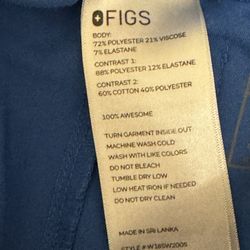 FIGS
BODY:
72% POLYESTER 21% VISCOSE
7% ELASTANE
CONTRAST 1:
88% POLYESTER 12% ELASTANE
CONTRAST 2:
60% COTTON 40% POLYESTER
100% AWESOME
TURN GARMENT INSIDE OUT
MACHINE WASH COLD
WASH WITH LIKE COLORS
DO NOT BLEACH
TUMBLE DRY LOW
LOW HEAT IRON IF NEEDED
DO NOT DRY CLEAN
MADE IN SRI LANKA
STYLE # W18SW2005